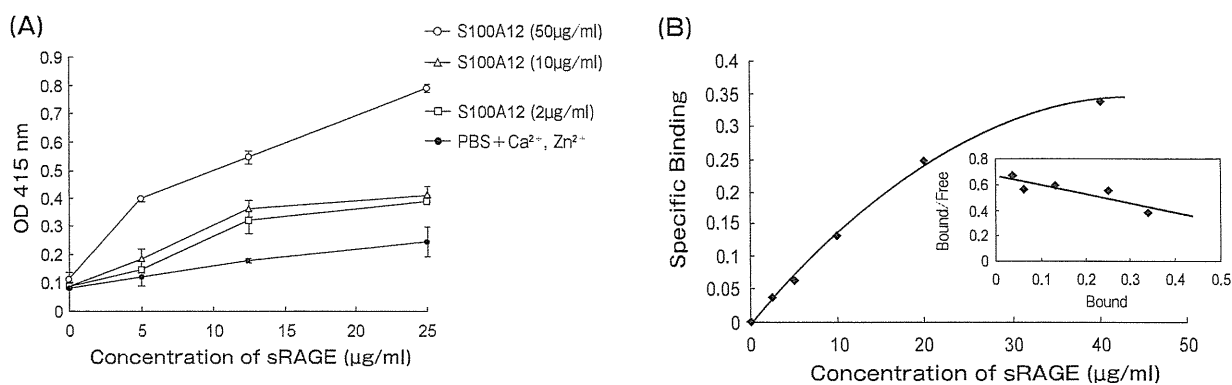 (A)
S100A12 (50μg/ml)
S100A12 (10μg/ml)
S100A12 (2μg/ml)
PBS+Ca²⁺, Zn²⁺
OD 415 nm
0.9
0.8
0.7
0.6
0.5
0.4
0.3
0.2
0.1
0
0 5 10 15 20 25
Concentration of sRAGE (μg/ml)
(B)
Specific Binding
0.4
0.35
0.3
0.25
0.2
0.15
0.1
0.05
0
0 10 20 30 40 50
Concentration of sRAGE (μg/ml)
Bound/Free
0.8
0.6
0.4
0.2
0
0 0.1 0.2 0.3 0.4 0.5
Bound